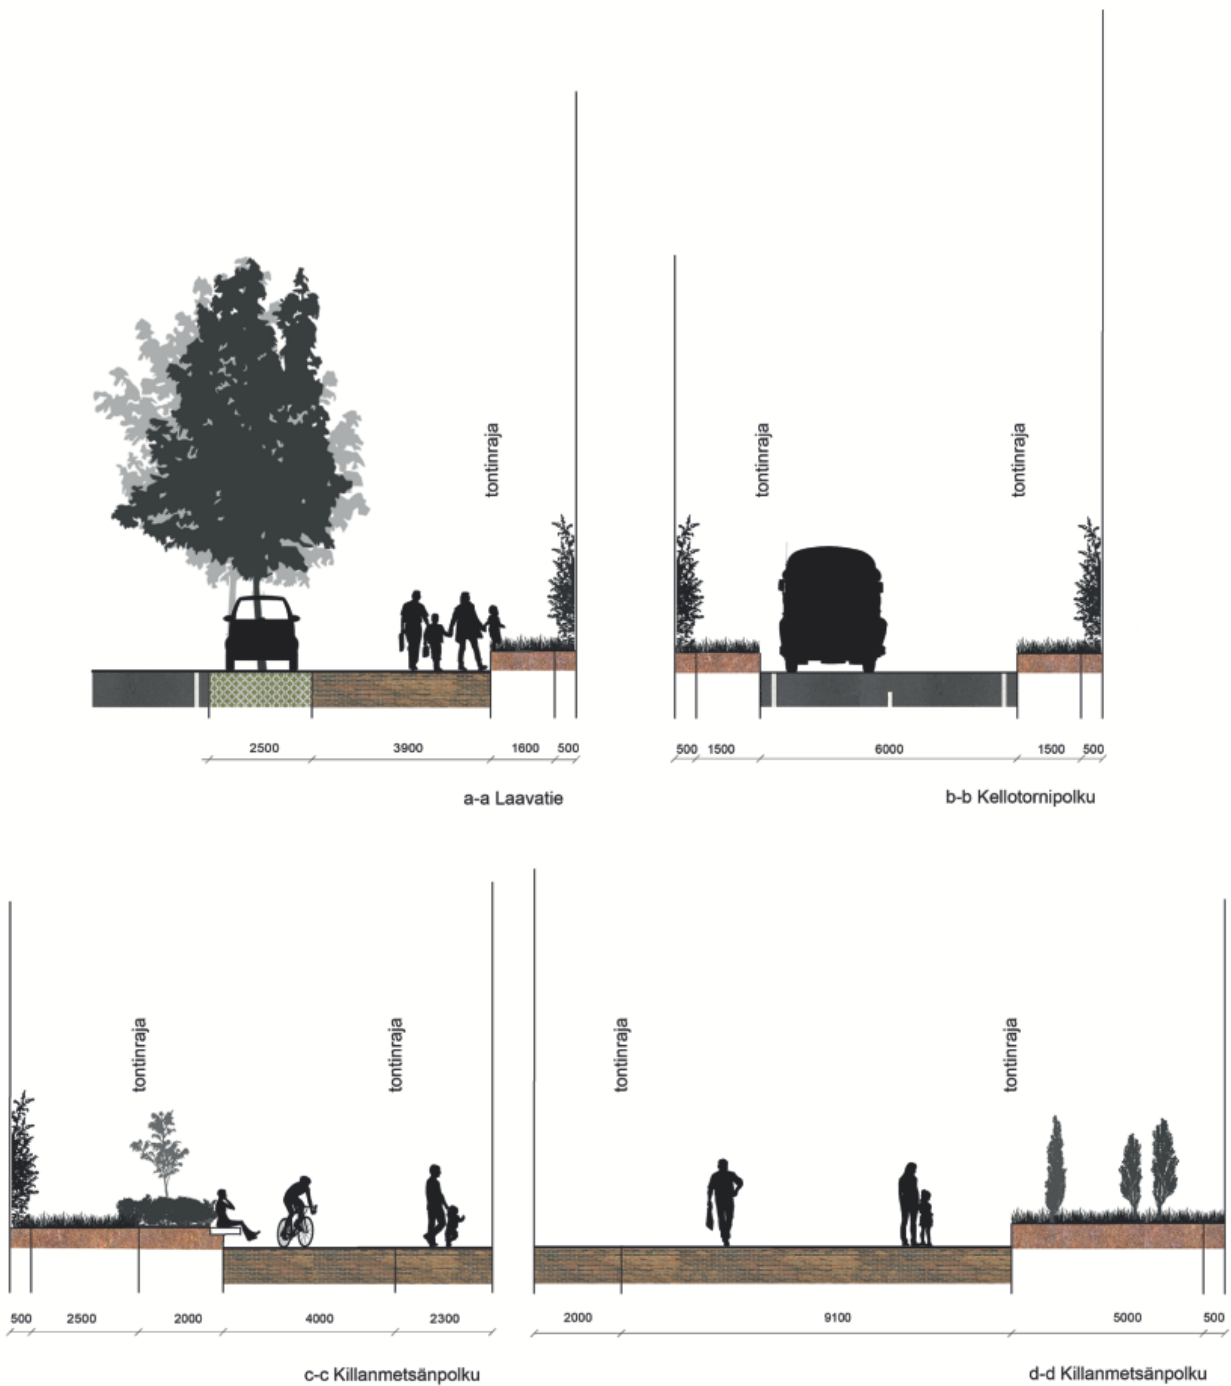 tontinraja
tontinraja
tontinraja
2500 3900 1600 500
500 1500 6000 1500 500
a-a Laavatie
b-b Kellotornipolku
tontinraja
tontinraja
tontinraja
tontinraja
500 2500 2000 4000 2300
2000 9100 5000 500
c-c Killanmetsänpolku
d-d Killanmetsänpolku